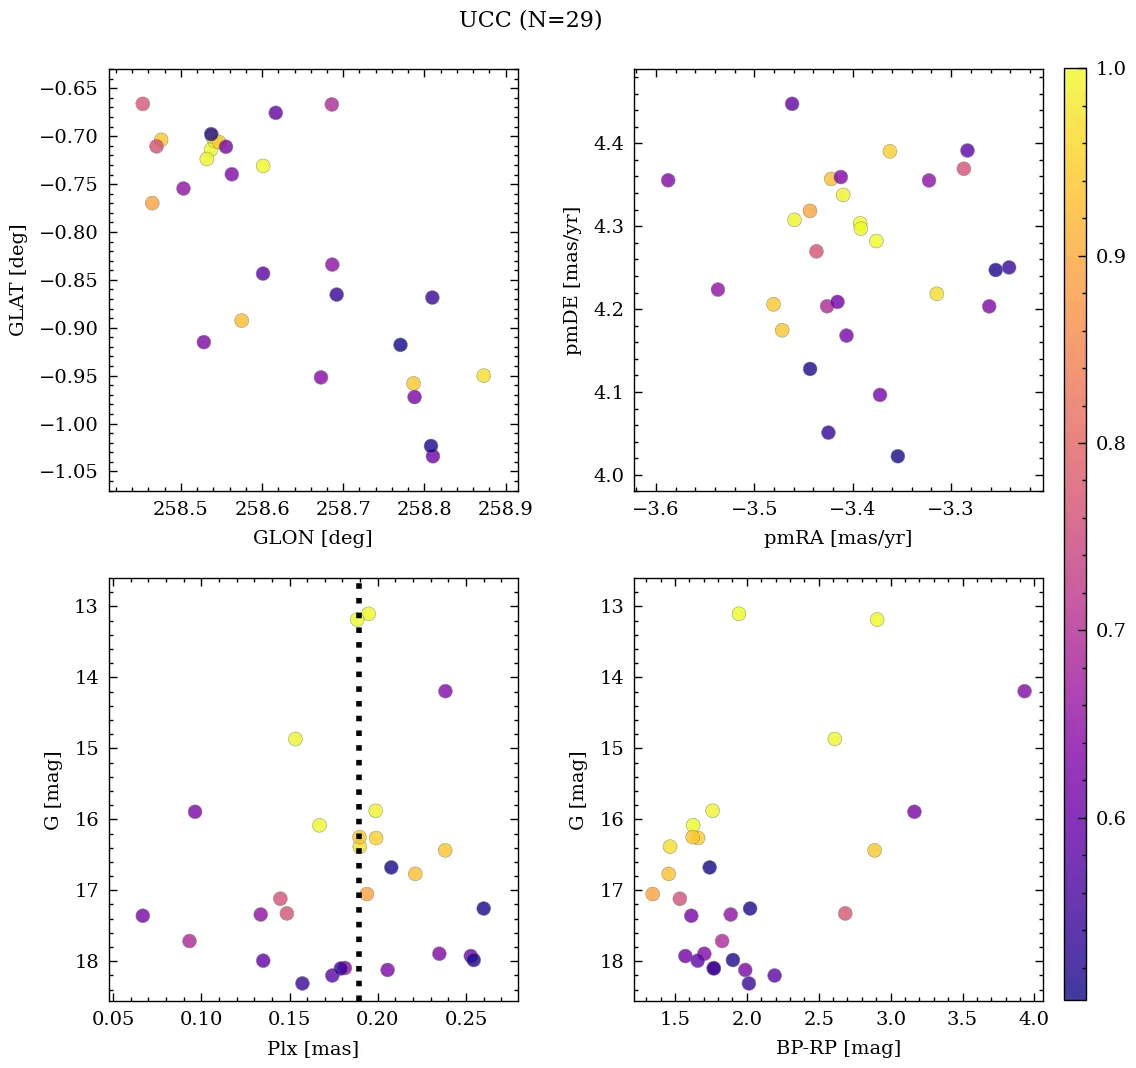 UCC (N=29)
−0.65
−0.70
−0.75
−0.80
−0.85
−0.90
−0.95
−1.00
−1.05
GLAT [deg]
258.5 258.6 258.7 258.8 258.9
GLON [deg]
4.4
4.3
4.2
4.1
4.0
pmDE [mas/yr]
−3.6 −3.5 −3.4 −3.3
pmRA [mas/yr]
13
14
15
16
17
18
G [mag]
0.05 0.10 0.15 0.20 0.25
Plx [mas]
13
14
15
16
17
18
G [mag]
1.5 2.0 2.5 3.0 3.5 4.0
BP-RP [mag]
1.0
0.9
0.8
0.7
0.6